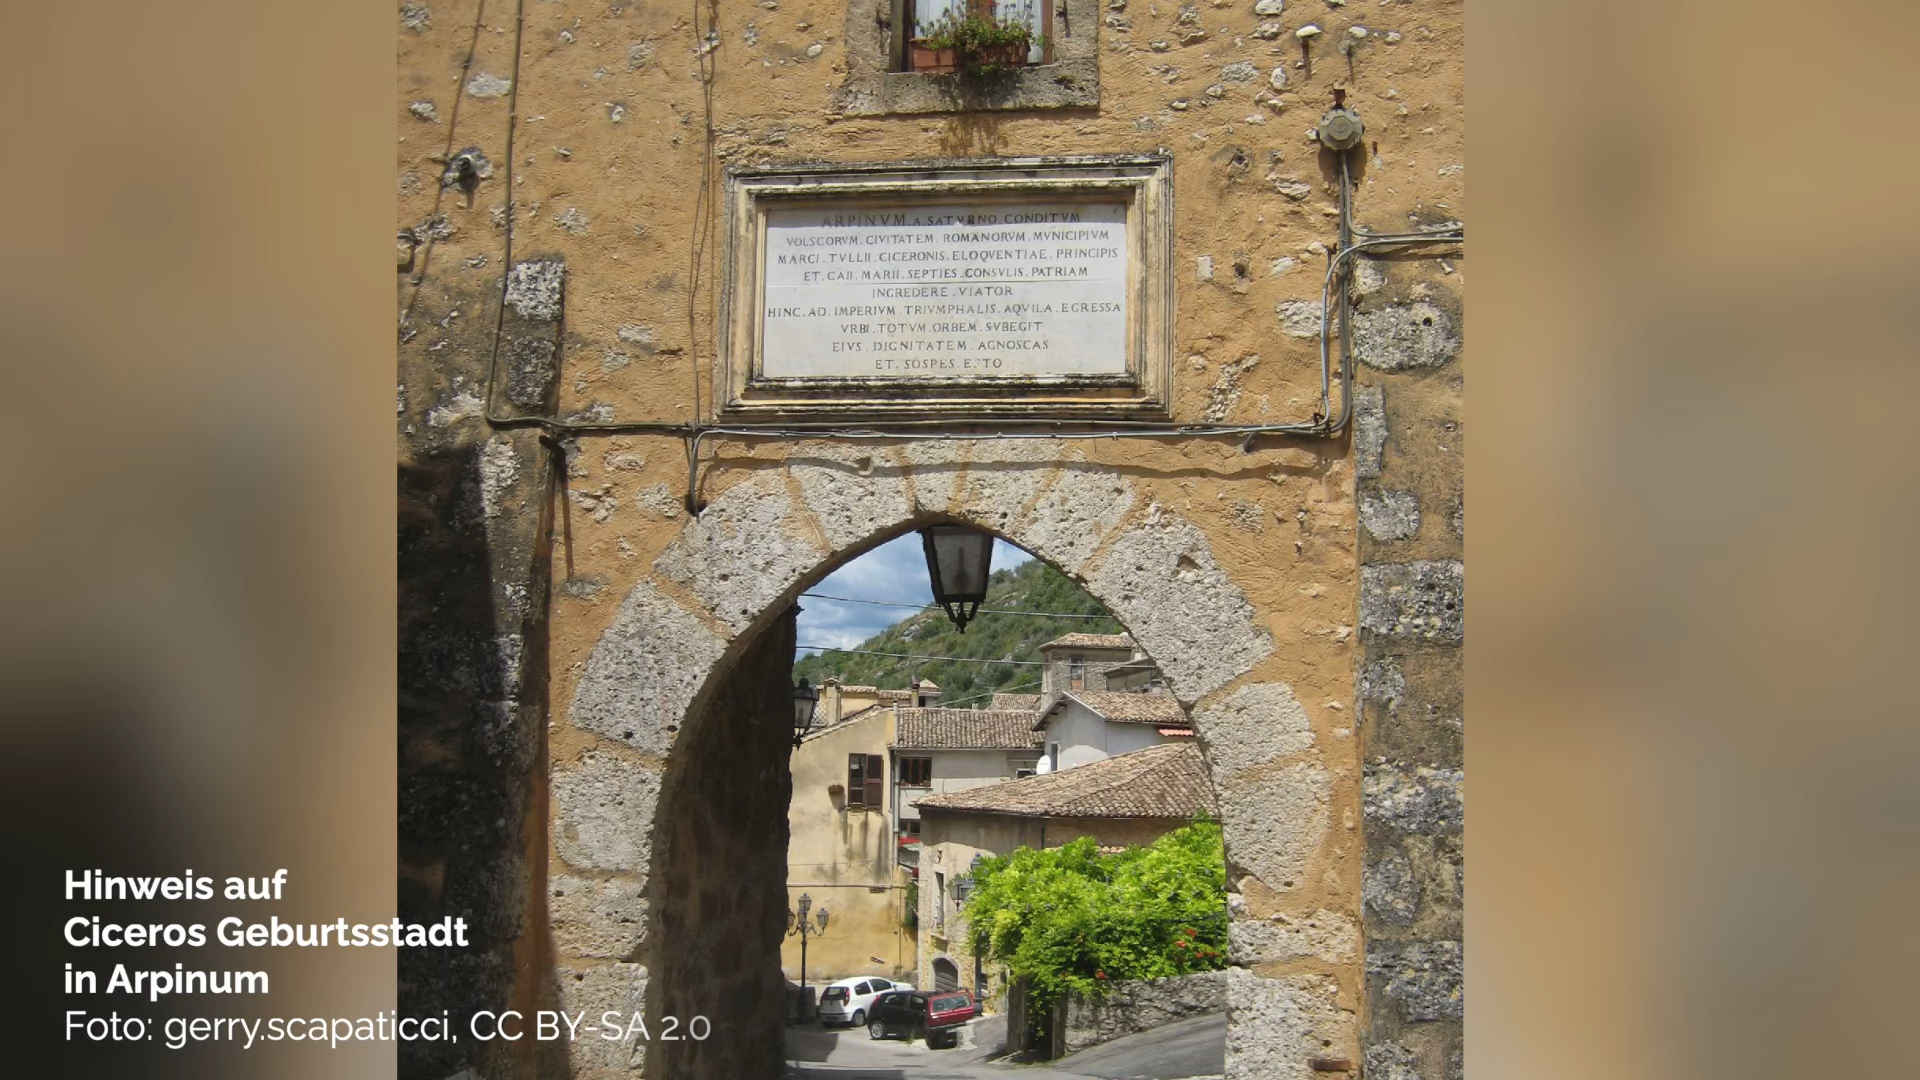 ARPINVM.A.SATVRNO.CONDITVM
VOLSCORVM.CIVITATEM.ROMANORVM.MVNICIPIVM
MARCI.TVLLII.CICERONIS.ELOQVENTIAE.PRINCIPIS
ET.CAII.MARII.SEPTIES.CONSVLIS.PATRIAM
INGREDERE.VIATOR
HINC.AD.IMPERIVM.TRIVMPHALIS.AQVILA.EGRESSA
VRBI.TOTVM.ORBEM.SVBEGIT
EIVS.DIGNITATEM.AGNOSCAS
ET.SOSPES.ESTO
Hinweis auf
Ciceros Geburtsstadt
in Arpinum
Foto: gerry.scapaticci, CC BY-SA 2.0